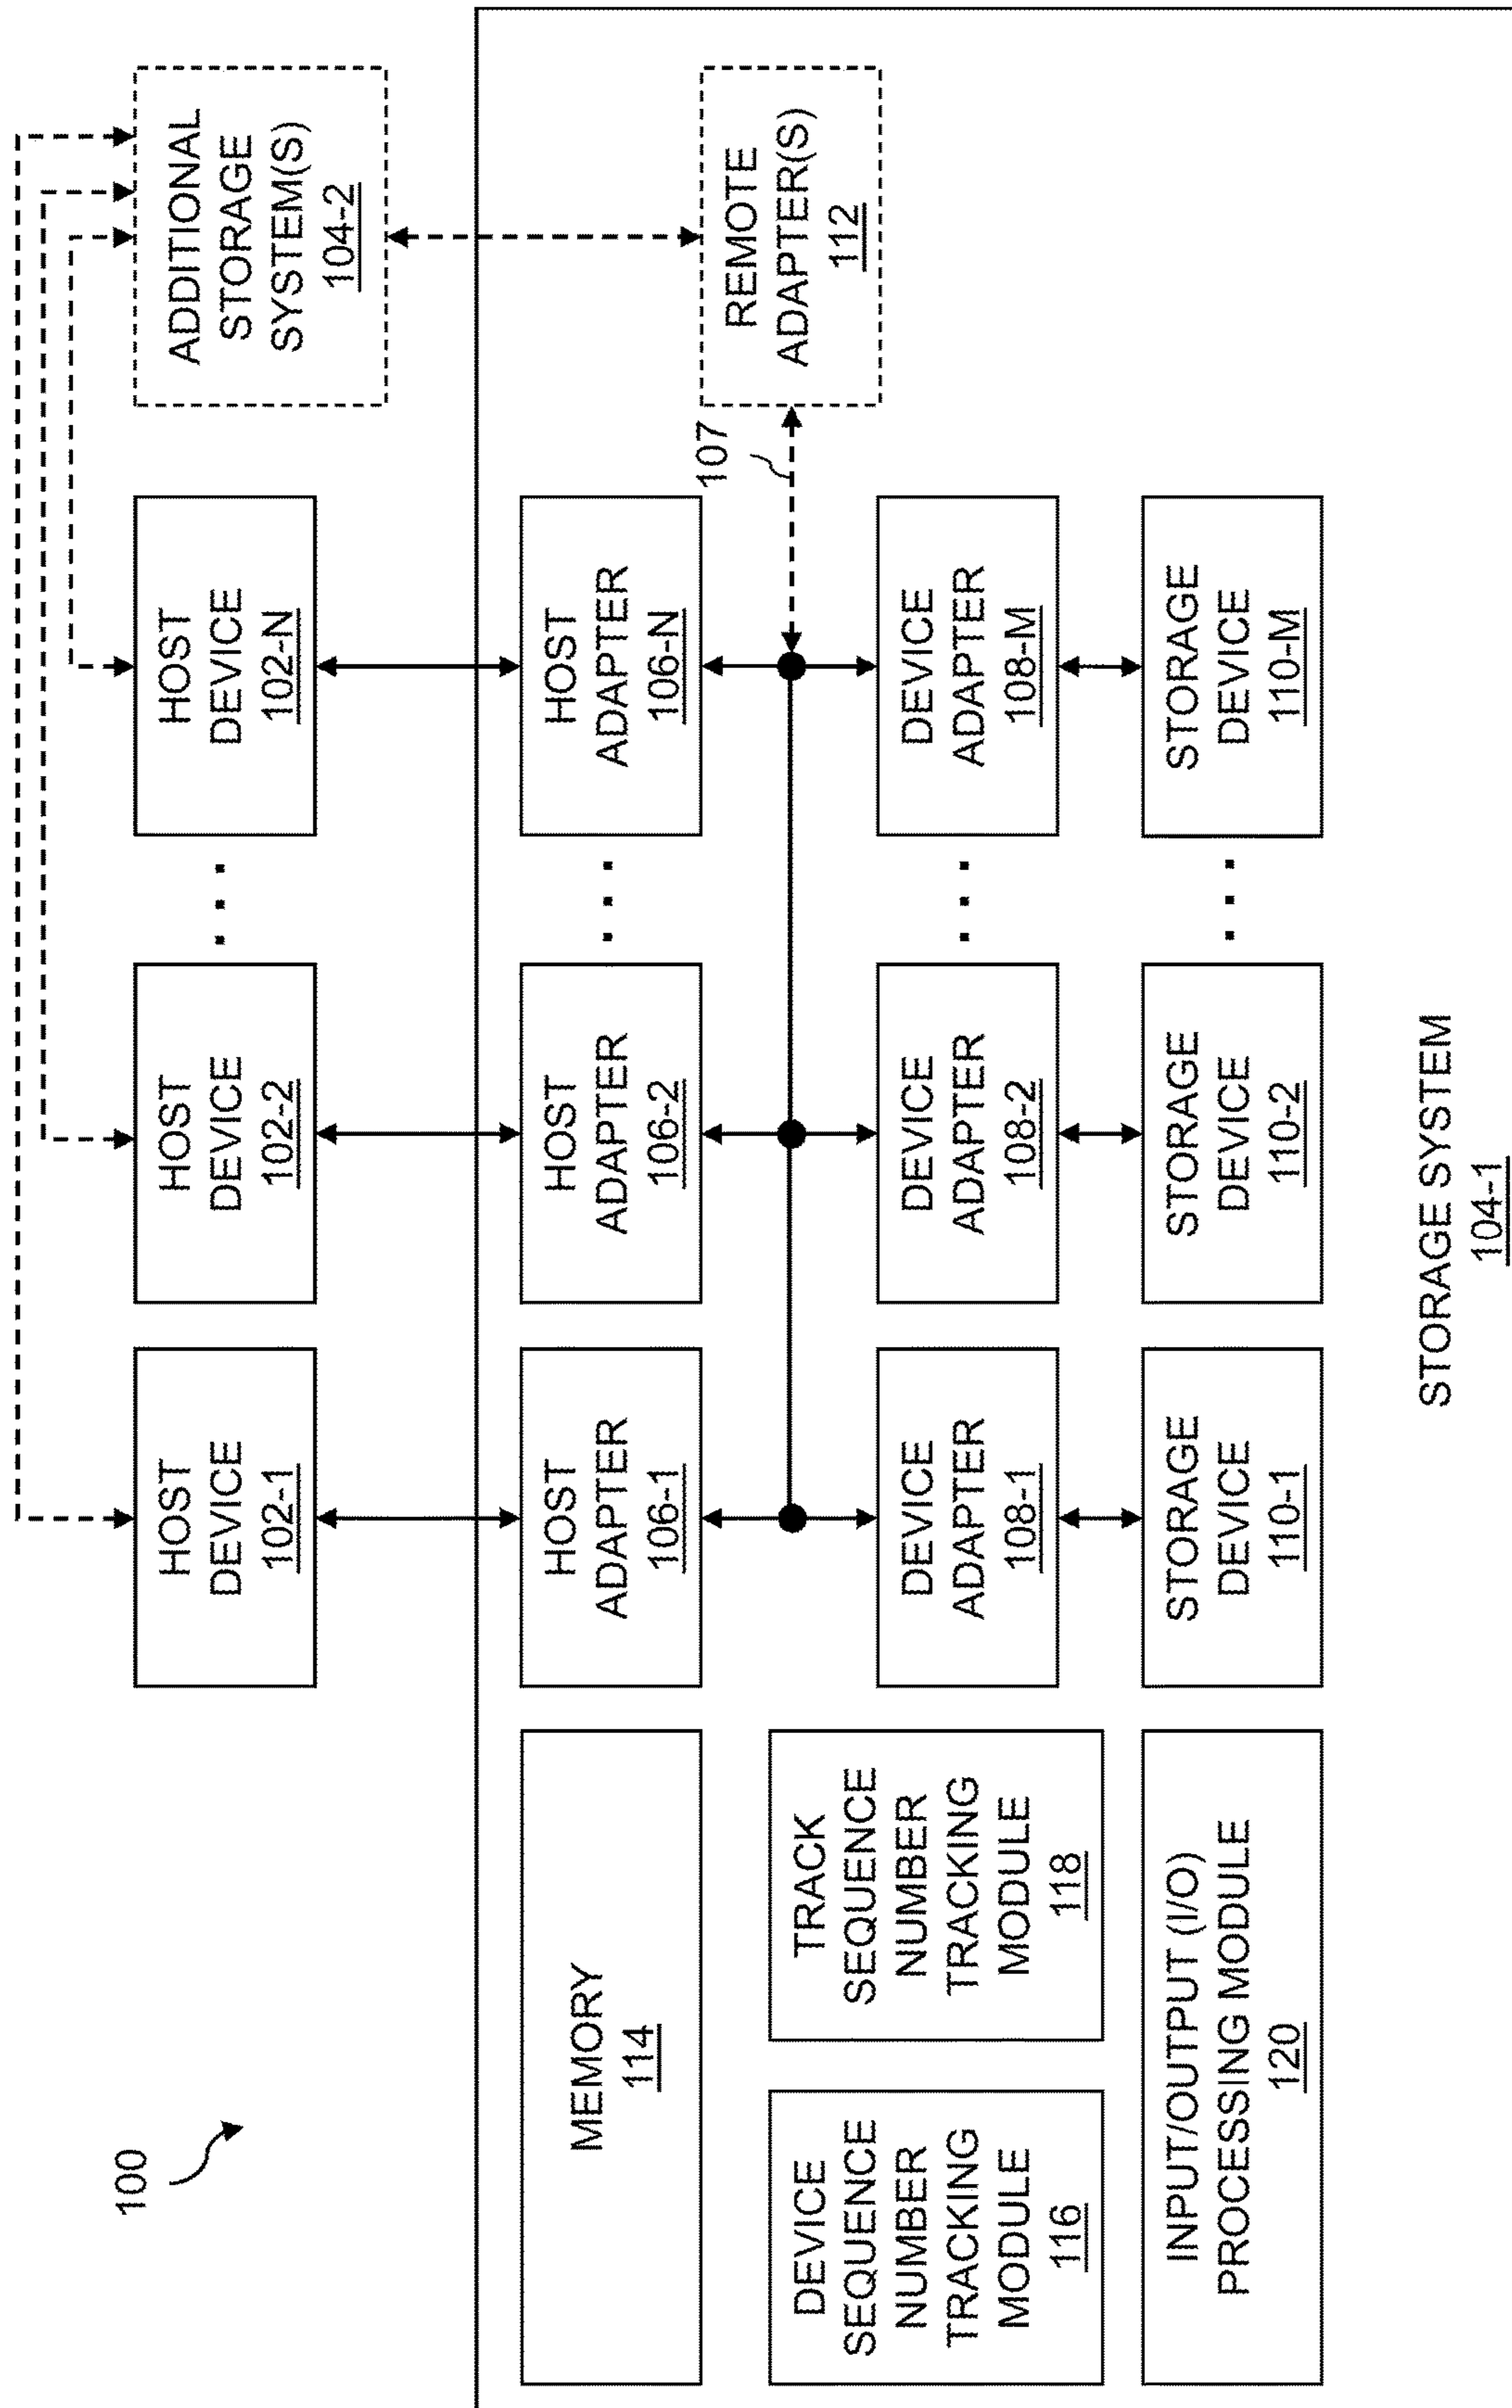 100
HOST
DEVICE
102-1
HOST
DEVICE
102-2
. . .
HOST
DEVICE
102-N
ADDITIONAL
STORAGE
SYSTEM(S)
104-2
MEMORY
114
HOST
ADAPTER
106-1
HOST
ADAPTER
106-2
. . .
HOST
ADAPTER
106-N
107
REMOTE
ADAPTER(S)
112
DEVICE
SEQUENCE
NUMBER
TRACKING
MODULE
116
TRACK
SEQUENCE
NUMBER
TRACKING
MODULE
118
DEVICE
ADAPTER
108-1
DEVICE
ADAPTER
108-2
. . .
DEVICE
ADAPTER
108-M
INPUT/OUTPUT (I/O)
PROCESSING MODULE
120
STORAGE
DEVICE
110-1
STORAGE
DEVICE
110-2
. . .
STORAGE
DEVICE
110-M
STORAGE SYSTEM
104-1